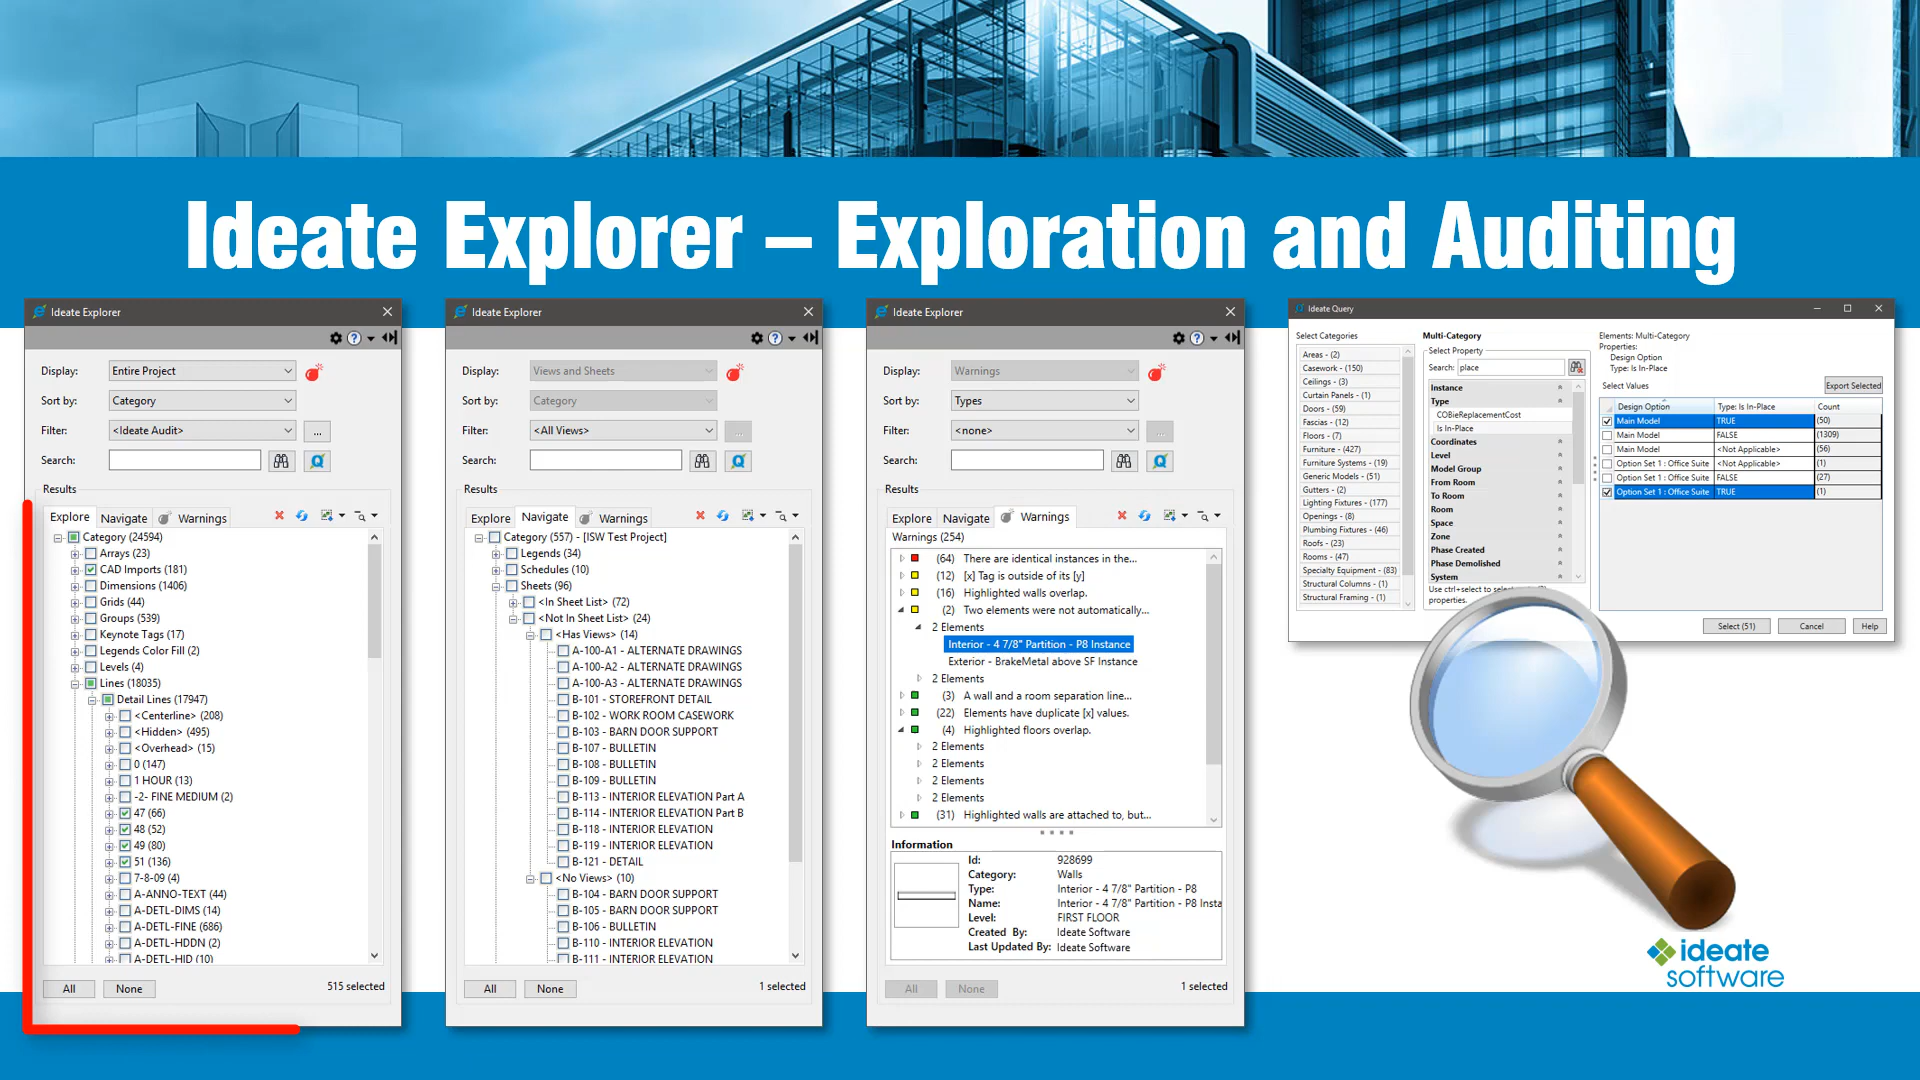 Ideate Explorer – Exploration and Auditing
Ideate Explorer
Display: Entire Project
Sort by: Category
Filter: <Ideate Audit> ...
Search:
Results
Explore Navigate Warnings
Category (24594)
Arrays (23)
CAD Imports (181)
Dimensions (1406)
Grids (44)
Groups (539)
Keynote Tags (17)
Legends Color Fill (2)
Levels (4)
Lines (18035)
Detail Lines (17947)
<Centerline> (208)
<Hidden> (495)
<Overhead> (15)
0 (147)
1 HOUR (13)
-2- FINE MEDIUM (2)
47 (66)
48 (52)
49 (80)
51 (136)
7-8-09 (4)
A-ANNO-TEXT (44)
A-DETL-DIMS (14)
A-DETL-FINE (686)
A-DETL-HDDN (2)
A-DETL-HID (10)
All None 515 selected
Ideate Explorer
Display: Views and Sheets
Sort by: Category
Filter: <All Views> ...
Search:
Results
Explore Navigate Warnings
Category (557) - [ISW Test Project]
Legends (34)
Schedules (10)
Sheets (96)
<In Sheet List> (72)
<Not In Sheet List> (24)
<Has Views> (14)
A-100-A1 - ALTERNATE DRAWINGS
A-100-A2 - ALTERNATE DRAWINGS
A-100-A3 - ALTERNATE DRAWINGS
B-101 - STOREFRONT DETAIL
B-102 - WORK ROOM CASEWORK
B-103 - BARN DOOR SUPPORT
B-107 - BULLETIN
B-108 - BULLETIN
B-109 - BULLETIN
B-113 - INTERIOR ELEVATION Part A
B-114 - INTERIOR ELEVATION Part B
B-118 - INTERIOR ELEVATION
B-119 - INTERIOR ELEVATION
B-121 - DETAIL
<No Views> (10)
B-104 - BARN DOOR SUPPORT
B-105 - BARN DOOR SUPPORT
B-106 - BULLETIN
B-110 - INTERIOR ELEVATION
B-111 - INTERIOR ELEVATION
All None 1 selected
Ideate Explorer
Display: Warnings
Sort by: Types
Filter: <none> ...
Search:
Results
Explore Navigate Warnings
Warnings (254)
(64) There are identical instances in the...
(12) [x] Tag is outside of its [y]
(16) Highlighted walls overlap.
(2) Two elements were not automatically...
2 Elements
Interior - 4 7/8" Partition - P8 Instance
Exterior - BrakeMetal above SF Instance
2 Elements
(3) A wall and a room separation line...
(22) Elements have duplicate [x] values.
(4) Highlighted floors overlap.
2 Elements
2 Elements
2 Elements
2 Elements
(31) Highlighted walls are attached to, but...
Information
Id: 928699
Category: Walls
Type: Interior - 4 7/8" Partition - P8
Name: Interior - 4 7/8" Partition - P8 Insta
Level: FIRST FLOOR
Created By: Ideate Software
Last Updated By: Ideate Software
All None 1 selected
Ideate Query
Select Categories
Areas - (2)
Casework - (150)
Ceilings - (3)
Curtain Panels - (1)
Doors - (59)
Fascias - (12)
Floors - (7)
Furniture - (427)
Furniture Systems - (19)
Generic Models - (51)
Gutters - (2)
Lighting Fixtures - (177)
Openings - (8)
Plumbing Fixtures - (46)
Roofs - (23)
Rooms - (47)
Specialty Equipment - (83)
Structural Columns - (1)
Structural Framing - (1)
Multi-Category
Select Property
Search: place
Instance
Type
COBieReplacementCost
Is In-Place
Coordinates
Level
Model Group
From Room
To Room
Room
Space
Zone
Phase Created
Phase Demolished
System
Use ctrl+select to select
properties.
Elements: Multi-Category
Properties:
Design Option
Type: Is In-Place
Select Values Export Selected
Design Option Type: Is In-Place Count
Main Model TRUE (50)
Main Model FALSE (1309)
Main Model <Not Applicable> (56)
Option Set 1 : Office Suite <Not Applicable> (1)
Option Set 1 : Office Suite FALSE (27)
Option Set 1 : Office Suite TRUE (1)
Select (51) Cancel Help
ideate
software